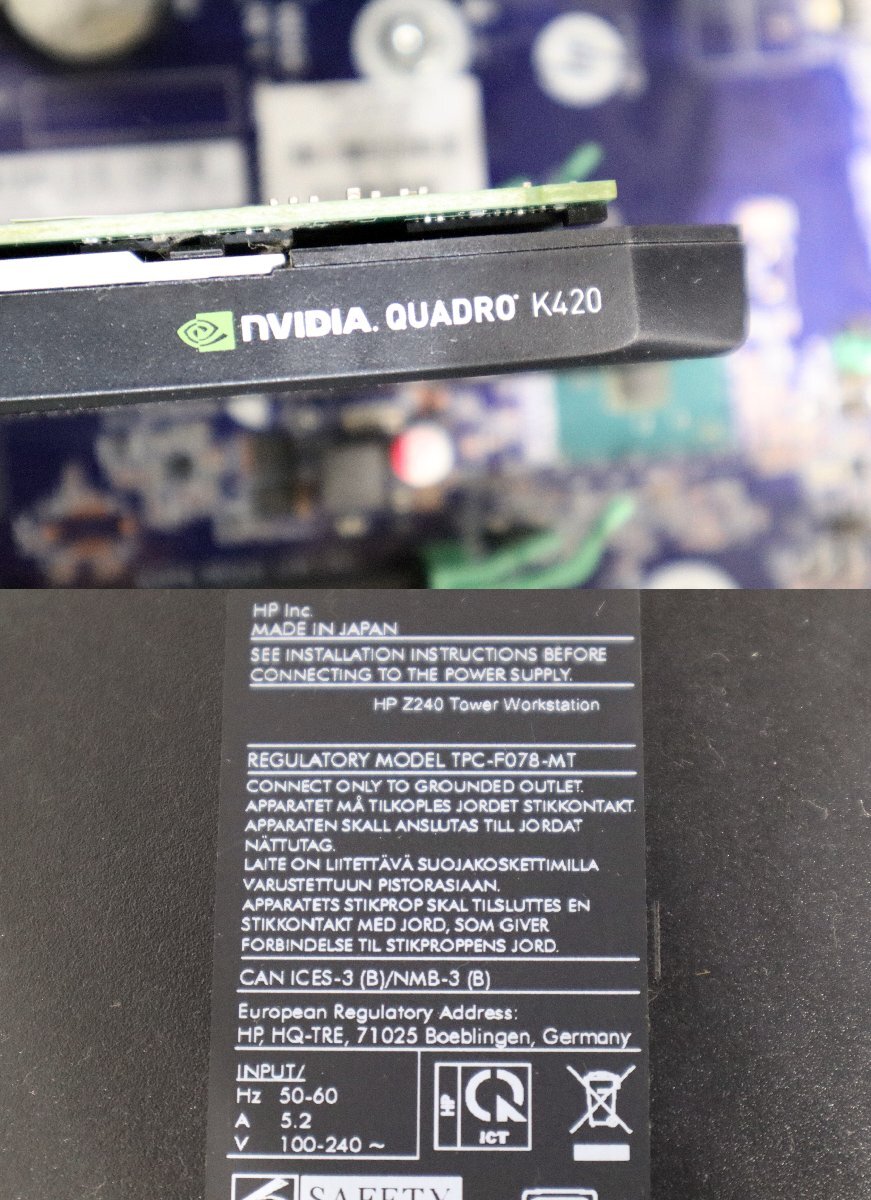 NVIDIA. QUADRO® K420
HP Inc.
MADE IN JAPAN
SEE INSTALLATION INSTRUCTIONS BEFORE
CONNECTING TO THE POWER SUPPLY.
HP Z240 Tower Workstation
REGULATORY MODEL TPC-F078-MT
CONNECT ONLY TO GROUNDED OUTLET.
APPARATET MÅ TILKOPLES JORDET STIKKONTAKT.
APPARATEN SKALL ANSLUTAS TILL JORDAT
NÄTTUTAG.
LAITE ON LIITETTÄVÄ SUOJAKOSKETTIMILLA
VARUSTETTUUN PISTORASIAAN.
APPARATETS STIKPROP SKAL TILSLUTTES EN
STIKKONTAKT MED JORD, SOM GIVER
FORBINDELSE TIL STIKPROPPENS JORD.
CAN ICES-3 (B)/NMB-3 (B)
European Regulatory Address:
HP, HQ-TRE, 71025 Boeblingen, Germany
INPUT/
Hz 50-60
A 5.2
V 100-240 ~
ICT
SAFETY